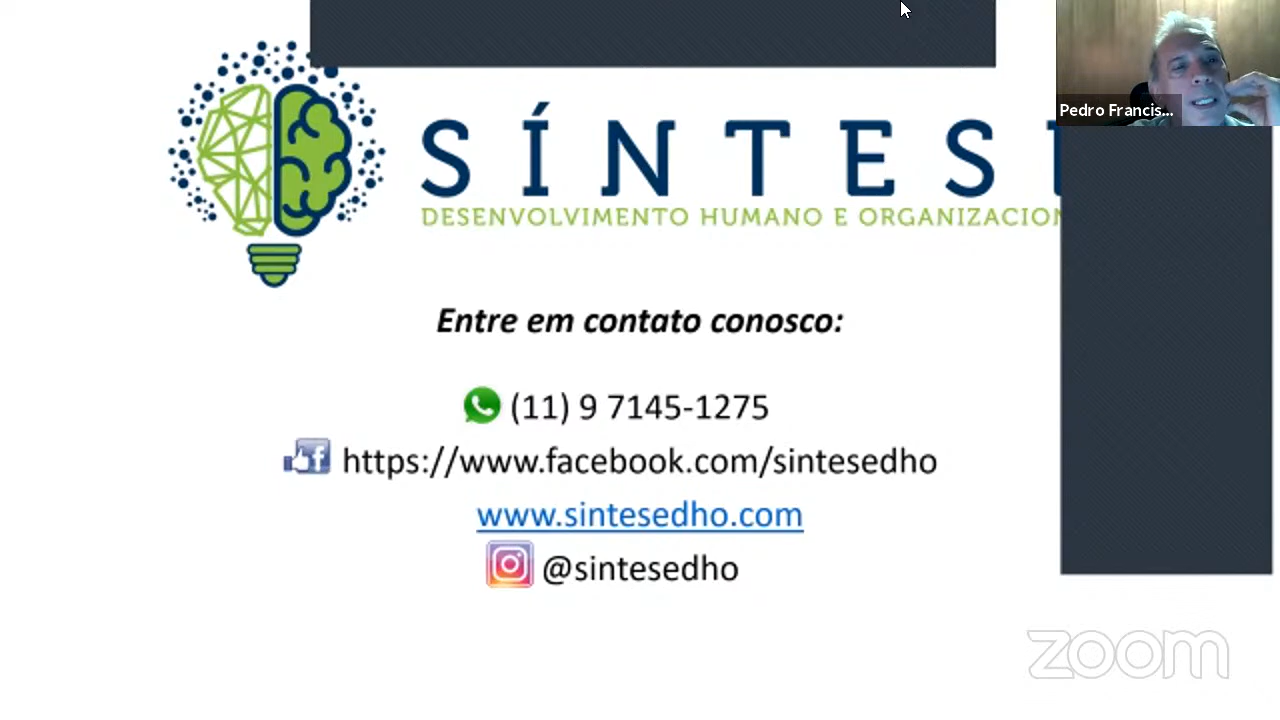 SÍNTES
DESENVOLVIMENTO HUMANO E ORGANIZACION
Pedro Francis...
Entre em contato conosco:
(11) 9 7145-1275
https://www.facebook.com/sintesedho
www.sintesedho.com
@sintesedho
zoom